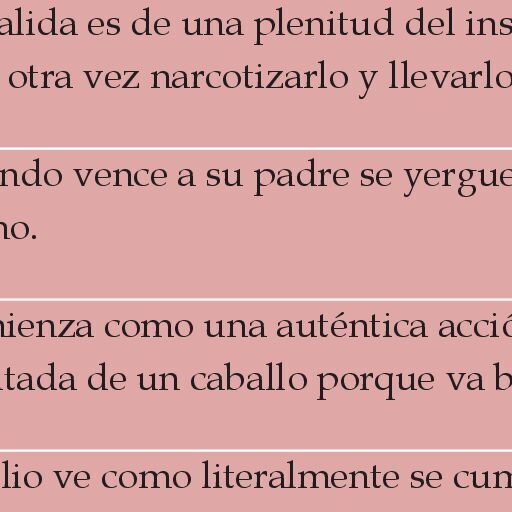 alida es de una plenitud del ins
otra vez narcotizarlo y llevarlo
ndo vence a su padre se yergue
no.
ienza como una auténtica acció
tada de un caballo porque va b
lio ve como literalmente se cum